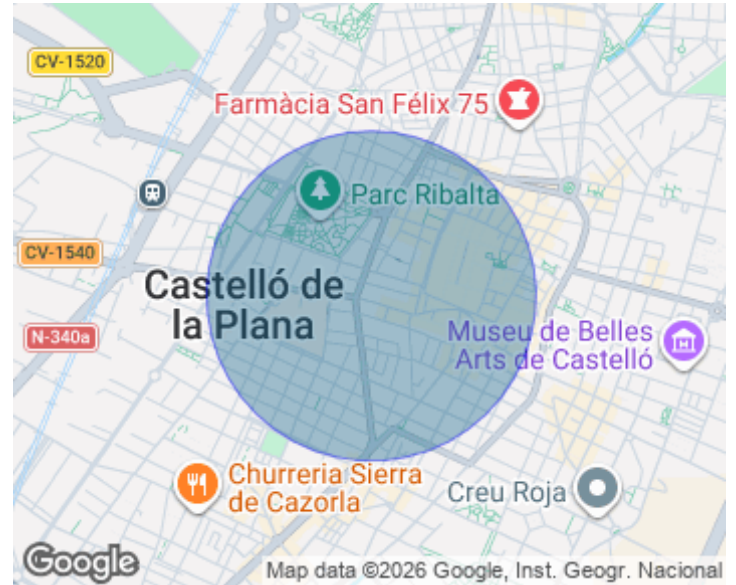 CV-1520
Farmàcia San Félix 75
Parc Ribalta
CV-1540
Castelló de
la Plana
N-340a
Museu de Belles
Arts de Castelló
Churreria Sierra
de Cazorla
Creu Roja
Google
Map data ©2026 Google, Inst. Geogr. Nacional